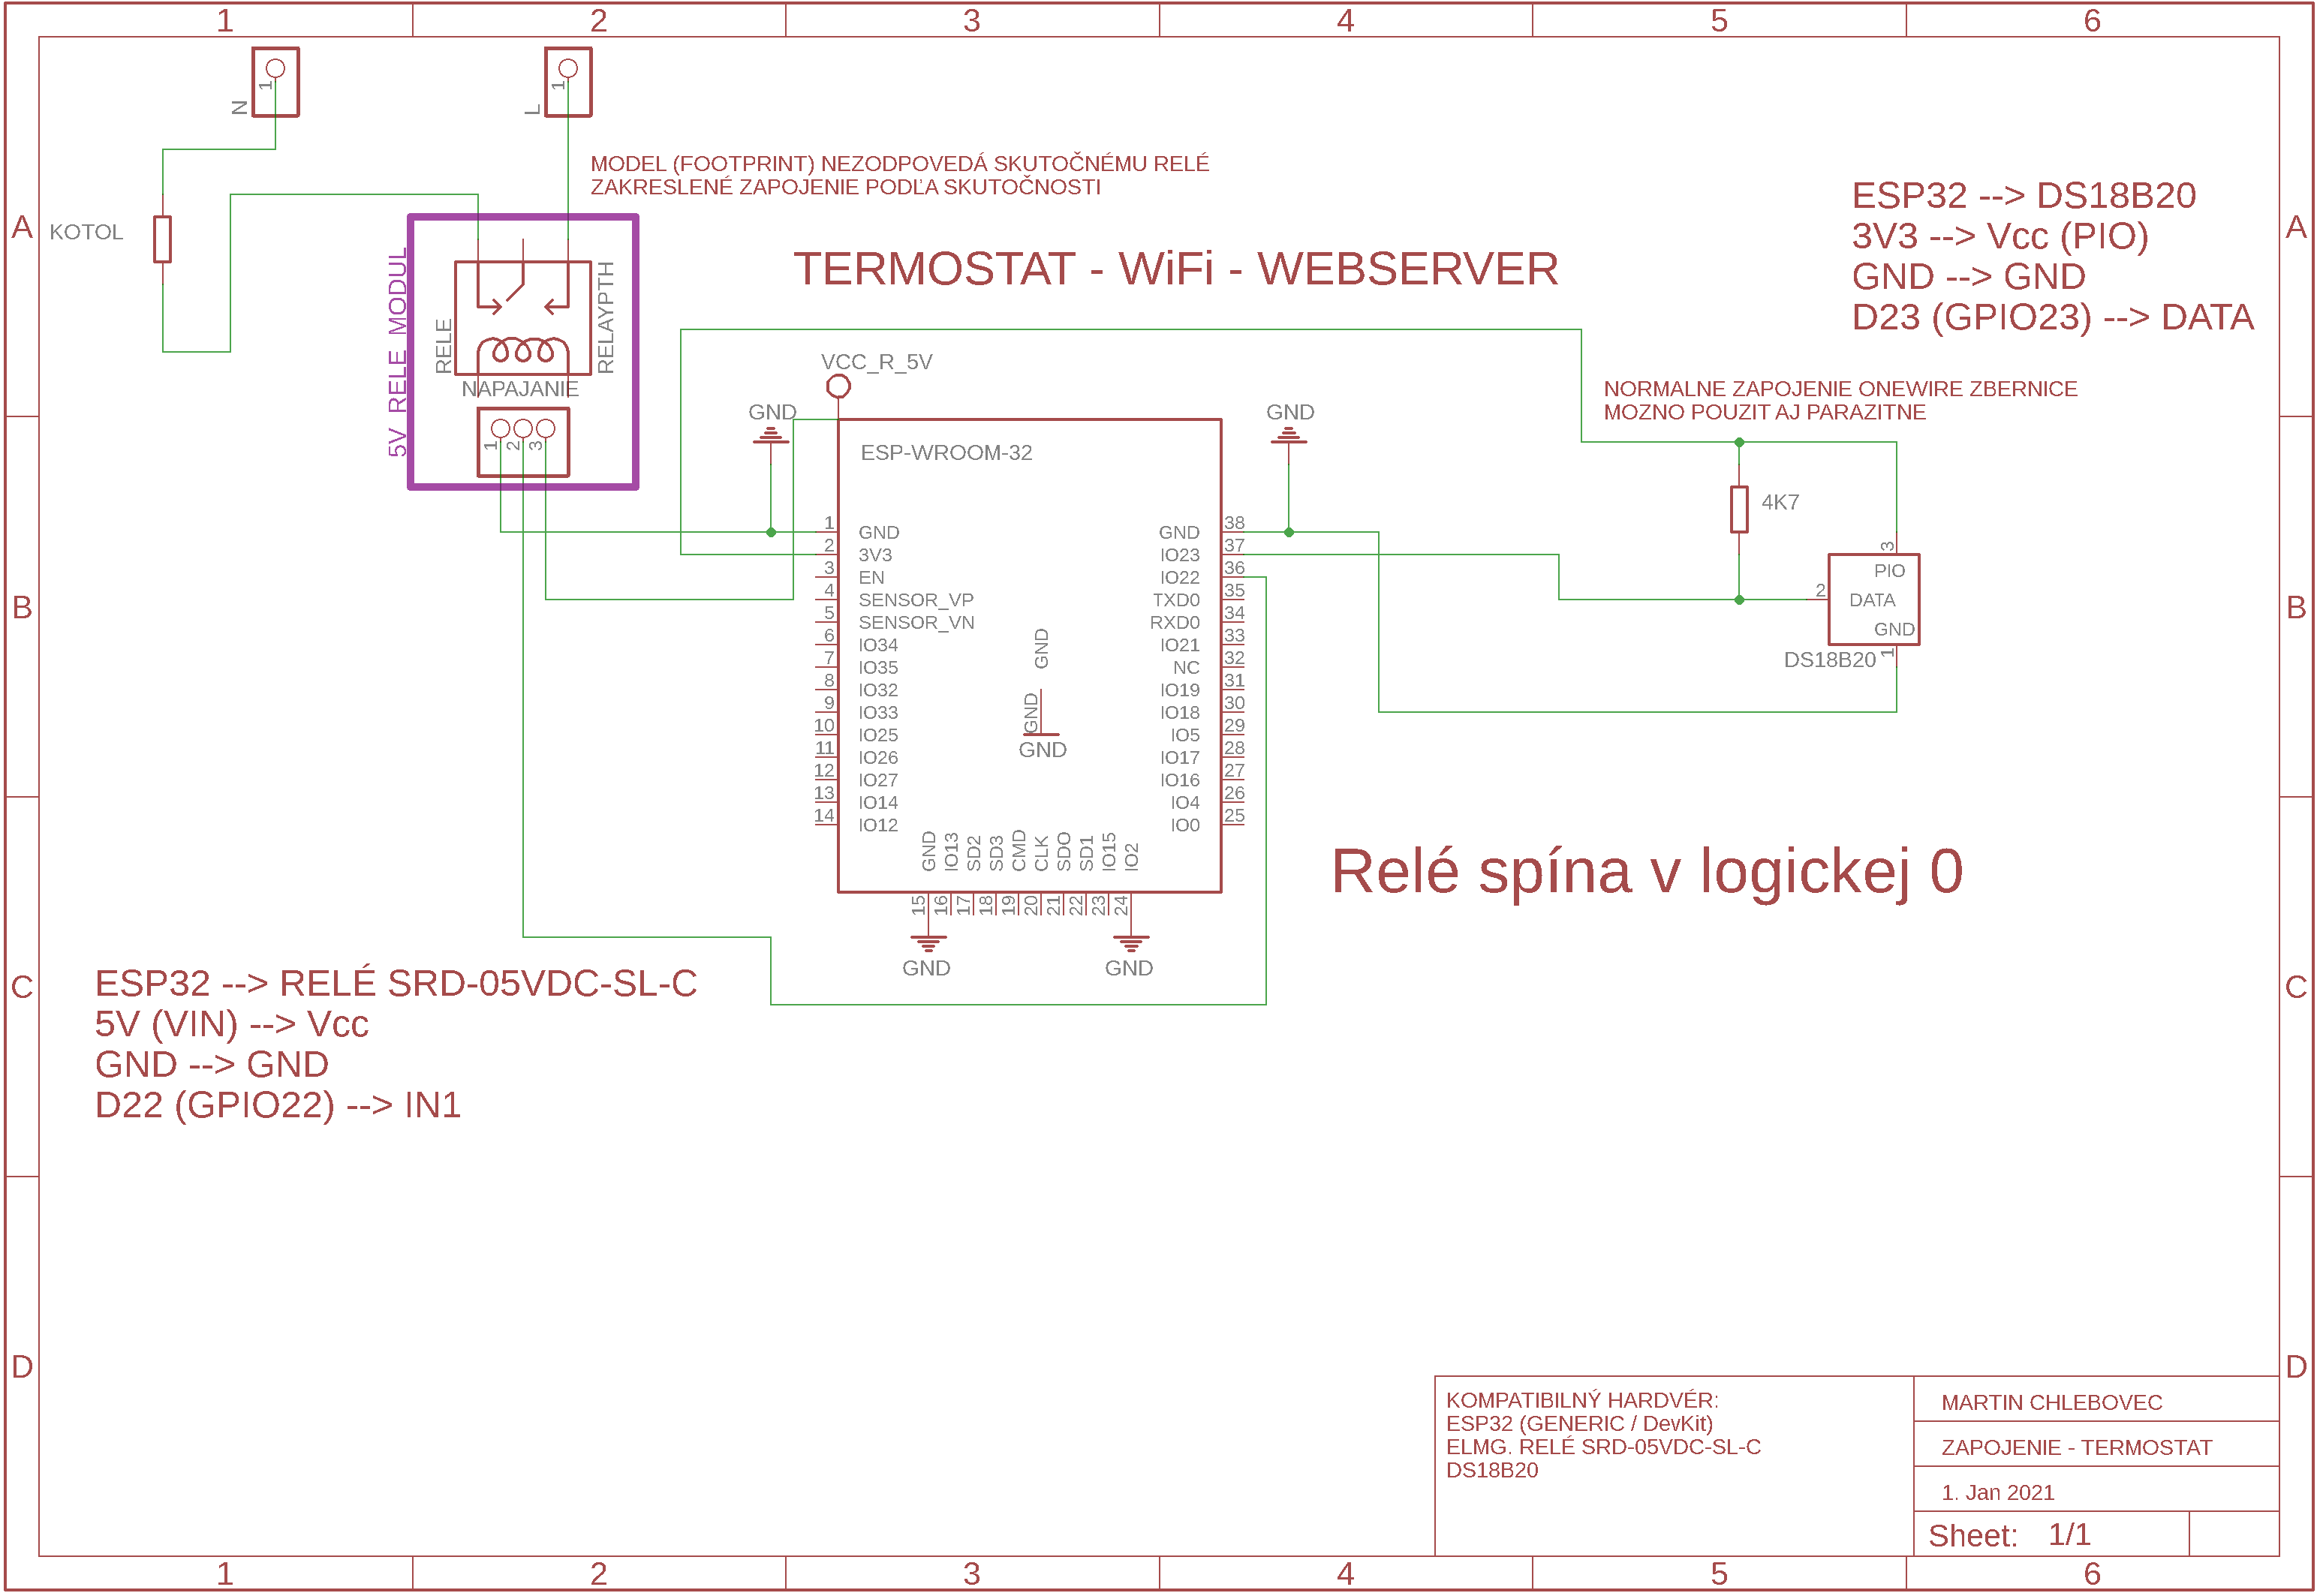 1 2 3 4 5 6
N
1
L
1
MODEL (FOOTPRINT) NEZODPOVEDÁ SKUTOČNÉMU RELÉ
ZAKRESLENÉ ZAPOJENIE PODĽA SKUTOČNOSTI
A
A
KOTOL
ESP32 --> DS18B20
3V3 --> Vcc (PIO)
GND --> GND
D23 (GPIO23) --> DATA
TERMOSTAT - WiFi - WEBSERVER
5V RELE MODUL
RELE
RELAYPTH
NAPAJANIE
1
2
3
VCC_R_5V
GND
GND
NORMALNE ZAPOJENIE ONEWIRE ZBERNICE
MOZNO POUZIT AJ PARAZITNE
ESP-WROOM-32
4K7
1 GND
2 3V3
3 EN
4 SENSOR_VP
5 SENSOR_VN
6 IO34
7 IO35
8 IO32
9 IO33
10 IO25
11 IO26
12 IO27
13 IO14
14 IO12
GND 38
IO23 37
IO22 36
TXD0 35
RXD0 34
IO21 33
NC 32
IO19 31
IO18 30
IO5 29
IO17 28
IO16 27
IO4 26
IO0 25
GND
GND
GND
GND 15
IO13 16
SD2 17
SD3 18
CMD 19
CLK 20
SDO 21
SD1 22
IO15 23
IO2 24
GND
GND
3
PIO
2
DATA
GND
DS18B20
1
B
B
Relé spína v logickej 0
C
C
ESP32 --> RELÉ SRD-05VDC-SL-C
5V (VIN) --> Vcc
GND --> GND
D22 (GPIO22) --> IN1
D
D
KOMPATIBILNÝ HARDVÉR:
ESP32 (GENERIC / DevKit)
ELMG. RELÉ SRD-05VDC-SL-C
DS18B20
MARTIN CHLEBOVEC
ZAPOJENIE - TERMOSTAT
1. Jan 2021
Sheet: 1/1
1 2 3 4 5 6